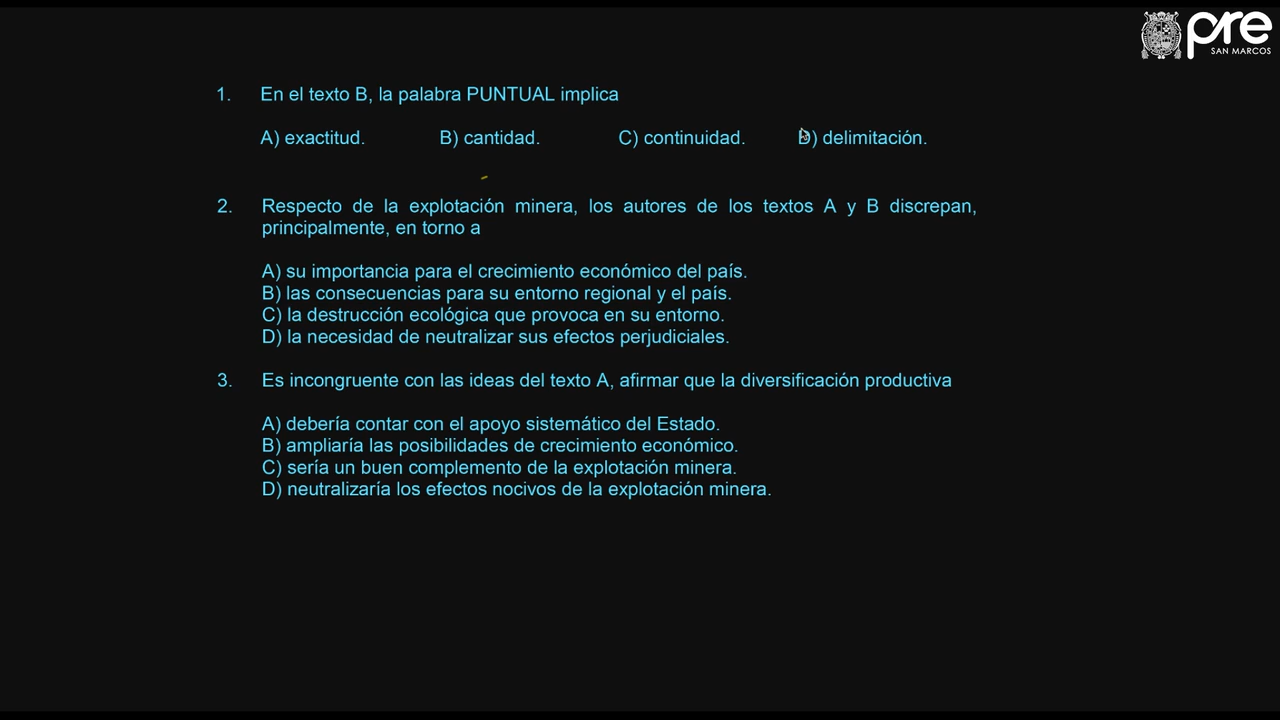 pre
SAN MARCOS
1. En el texto B, la palabra PUNTUAL implica
A) exactitud. B) cantidad. C) continuidad. D) delimitación.
2. Respecto de la explotación minera, los autores de los textos A y B discrepan,
principalmente, en torno a
A) su importancia para el crecimiento económico del país.
B) las consecuencias para su entorno regional y el país.
C) la destrucción ecológica que provoca en su entorno.
D) la necesidad de neutralizar sus efectos perjudiciales.
3. Es incongruente con las ideas del texto A, afirmar que la diversificación productiva
A) debería contar con el apoyo sistemático del Estado.
B) ampliaría las posibilidades de crecimiento económico.
C) sería un buen complemento de la explotación minera.
D) neutralizaría los efectos nocivos de la explotación minera.